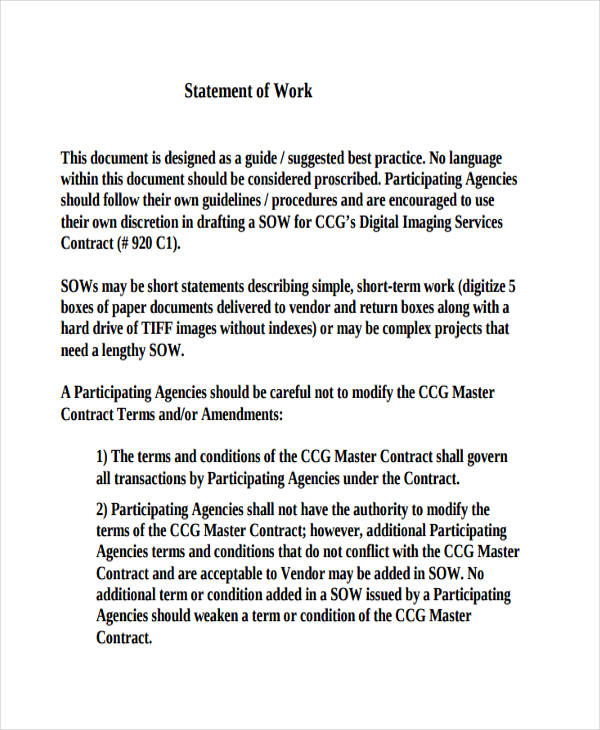 Statement of Work
This document is designed as a guide / suggested best practice. No language
within this document should be considered proscribed. Participating Agencies
should follow their own guidelines / procedures and are encouraged to use
their own discretion in drafting a SOW for CCG’s Digital Imaging Services
Contract (# 920 C1).
SOWs may be short statements describing simple, short-term work (digitize 5
boxes of paper documents delivered to vendor and return boxes along with a
hard drive of TIFF images without indexes) or may be complex projects that
need a lengthy SOW.
A Participating Agencies should be careful not to modify the CCG Master
Contract Terms and/or Amendments:
1) The terms and conditions of the CCG Master Contract shall govern
all transactions by Participating Agencies under the Contract.
2) Participating Agencies shall not have the authority to modify the
terms of the CCG Master Contract; however, additional Participating
Agencies terms and conditions that do not conflict with the CCG Master
Contract and are acceptable to Vendor may be added in SOW. No
additional term or condition added in a SOW issued by a Participating
Agencies should weaken a term or condition of the CCG Master
Contract.